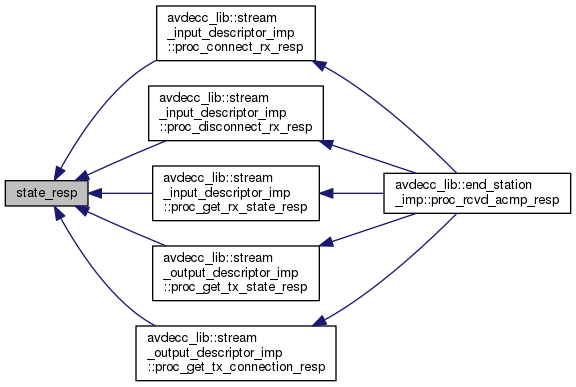 avdecc_lib::stream
_input_descriptor_imp
::proc_connect_rx_resp
avdecc_lib::stream
_input_descriptor_imp
::proc_disconnect_rx_resp
state_resp
avdecc_lib::stream
_input_descriptor_imp
::proc_get_rx_state_resp
avdecc_lib::end_station
_imp::proc_rcvd_acmp_resp
avdecc_lib::stream
_output_descriptor_imp
::proc_get_tx_state_resp
avdecc_lib::stream
_output_descriptor_imp
::proc_get_tx_connection_resp